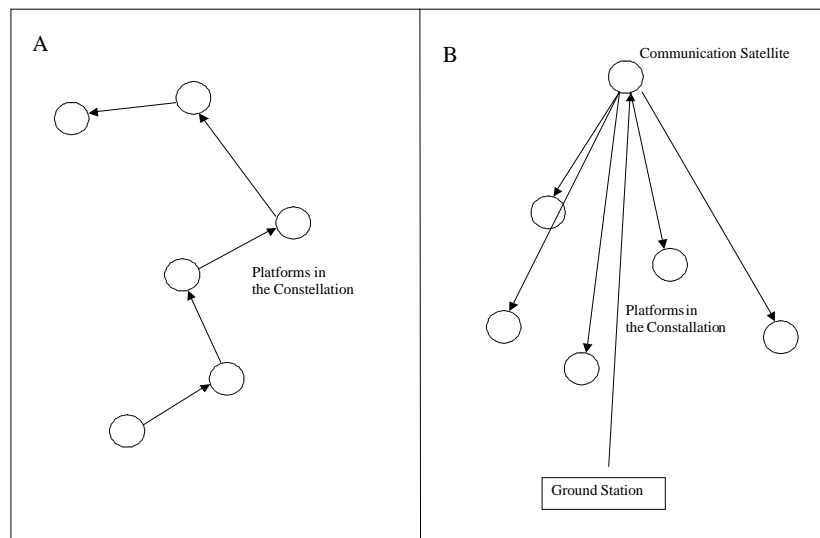 A
Platforms in
the Constellation
B
Communication Satellite
Platforms in
the Constallation
Ground Station